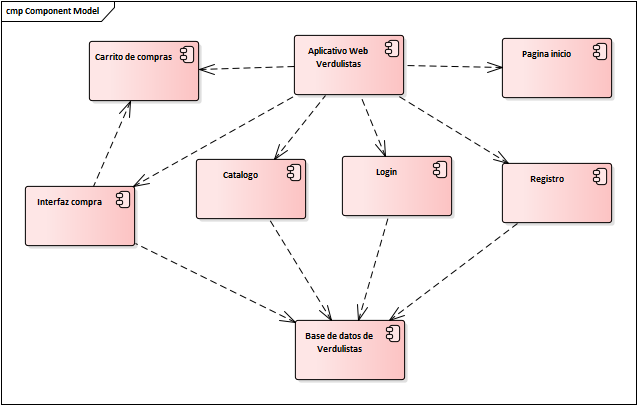 cmp Component Model
Carrito de compras
Aplicativo Web
Verdulistas
Pagina inicio
Interfaz compra
Catalogo
Login
Registro
Base de datos de
Verdulistas